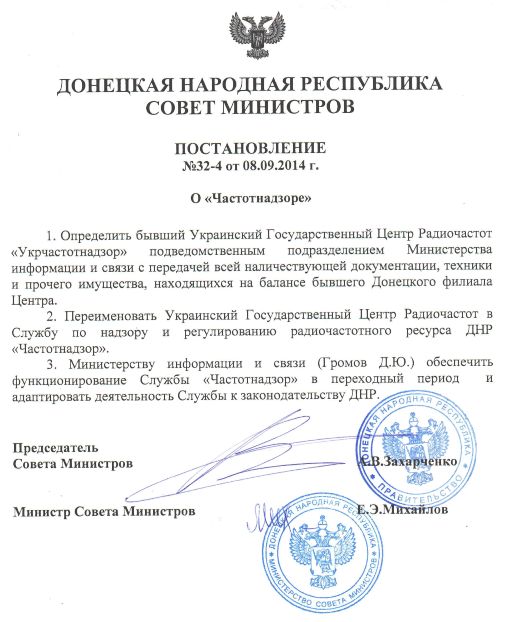 ДОНЕЦКАЯ НАРОДНАЯ РЕСПУБЛИКА
СОВЕТ МИНИСТРОВ
ПОСТАНОВЛЕНИЕ
№32-4 от 08.09.2014 г.
О «Частотнадзоре»
1. Определить бывший Украинский Государственный Центр Радиочастот
«Укрчастотнадзор» подведомственным подразделением Министерства
информации и связи с передачей всей наличествующей документации, техники
и прочего имущества, находящихся на балансе бывшего Донецкого филиала
Центра.
2. Переименовать Украинский Государственный Центр Радиочастот в
Службу по надзору и регулированию радиочастотного ресурса ДНР
«Частотнадзор».
3. Министерству информации и связи (Громов Д.Ю.) обеспечить
функционирование Службы «Частотнадзор» в переходный период и
адаптировать деятельность Службы к законодательству ДНР.
Председатель
Совета Министров А.В.Захарченко
ДОНЕЦКАЯ НАРОДНАЯ РЕСПУБЛИКА
ПРАВИТЕЛЬСТВО
Министр Совета Министров Е.Э.Михайлов
ДОНЕЦКАЯ НАРОДНАЯ РЕСПУБЛИКА
МИНИСТЕРСТВО СОВЕТА МИНИСТРОВ